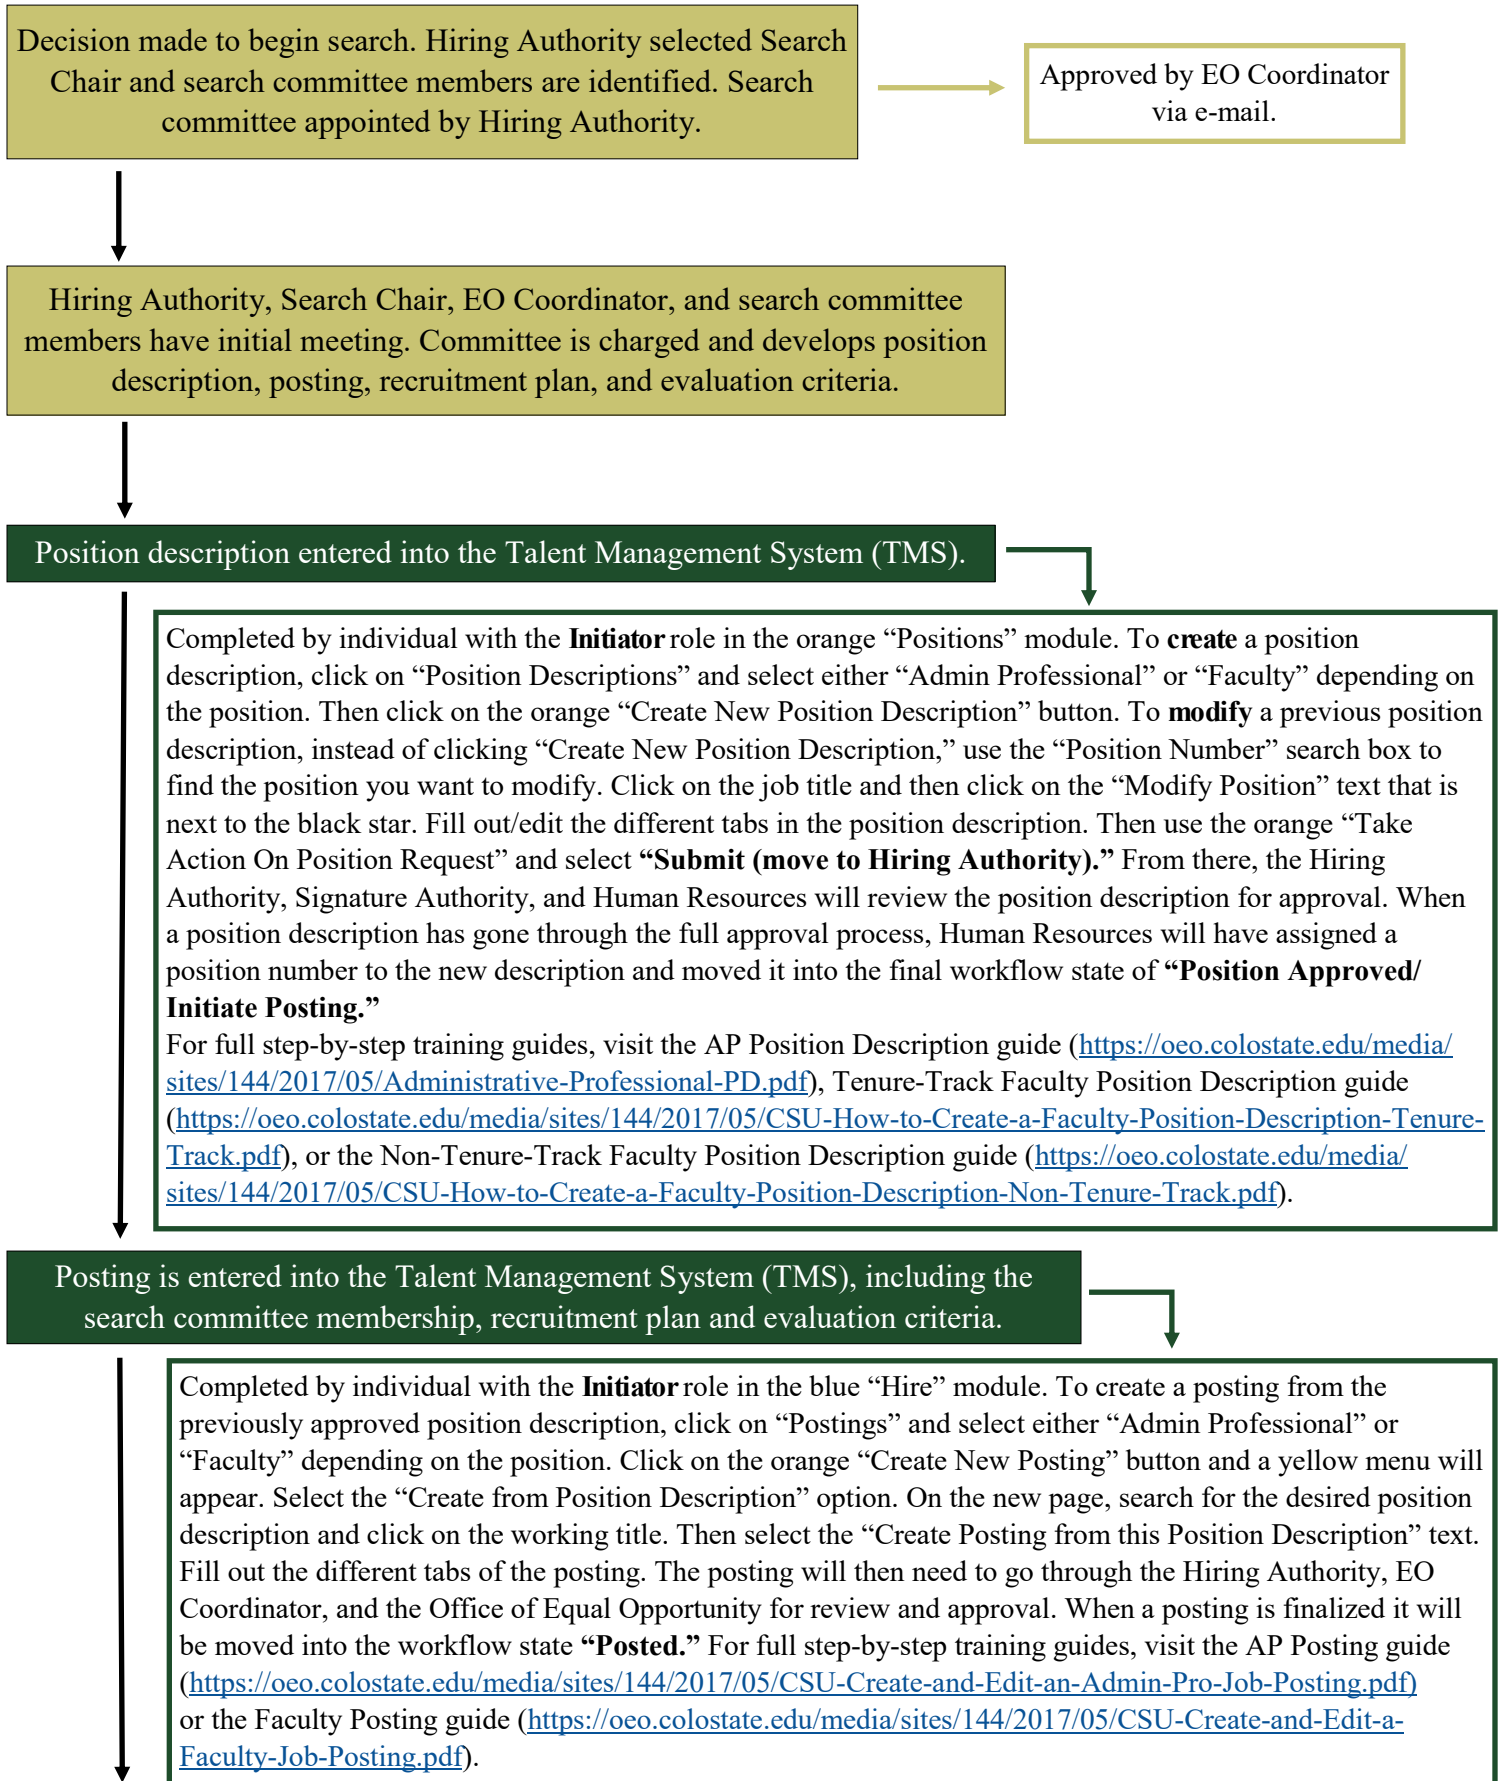 Decision made to begin search. Hiring Authority selected Search
Chair and search committee members are identified. Search
committee appointed by Hiring Authority.
Approved by EO Coordinator
via e-mail.
Hiring Authority, Search Chair, EO Coordinator, and search committee
members have initial meeting. Committee is charged and develops position
description, posting, recruitment plan, and evaluation criteria.
Position description entered into the Talent Management System (TMS).
Completed by individual with the Initiator role in the orange “Positions” module. To create a position
description, click on “Position Descriptions” and select either “Admin Professional” or “Faculty” depending on
the position. Then click on the orange “Create New Position Description” button. To modify a previous position
description, instead of clicking “Create New Position Description,” use the “Position Number” search box to
find the position you want to modify. Click on the job title and then click on the “Modify Position” text that is
next to the black star. Fill out/edit the different tabs in the position description. Then use the orange “Take
Action On Position Request” and select “Submit (move to Hiring Authority).” From there, the Hiring
Authority, Signature Authority, and Human Resources will review the position description for approval. When
a position description has gone through the full approval process, Human Resources will have assigned a
position number to the new description and moved it into the final workflow state of “Position Approved/
Initiate Posting.”
For full step-by-step training guides, visit the AP Position Description guide (https://oeo.colostate.edu/media/
sites/144/2017/05/Administrative-Professional-PD.pdf), Tenure-Track Faculty Position Description guide
(https://oeo.colostate.edu/media/sites/144/2017/05/CSU-How-to-Create-a-Faculty-Position-Description-Tenure-
Track.pdf), or the Non-Tenure-Track Faculty Position Description guide (https://oeo.colostate.edu/media/
sites/144/2017/05/CSU-How-to-Create-a-Faculty-Position-Description-Non-Tenure-Track.pdf).
Posting is entered into the Talent Management System (TMS), including the
search committee membership, recruitment plan and evaluation criteria.
Completed by individual with the Initiator role in the blue “Hire” module. To create a posting from the
previously approved position description, click on “Postings” and select either “Admin Professional” or
“Faculty” depending on the position. Click on the orange “Create New Posting” button and a yellow menu will
appear. Select the “Create from Position Description” option. On the new page, search for the desired position
description and click on the working title. Then select the “Create Posting from this Position Description” text.
Fill out the different tabs of the posting. The posting will then need to go through the Hiring Authority, EO
Coordinator, and the Office of Equal Opportunity for review and approval. When a posting is finalized it will
be moved into the workflow state “Posted.” For full step-by-step training guides, visit the AP Posting guide
(https://oeo.colostate.edu/media/sites/144/2017/05/CSU-Create-and-Edit-an-Admin-Pro-Job-Posting.pdf)
or the Faculty Posting guide (https://oeo.colostate.edu/media/sites/144/2017/05/CSU-Create-and-Edit-a-
Faculty-Job-Posting.pdf).